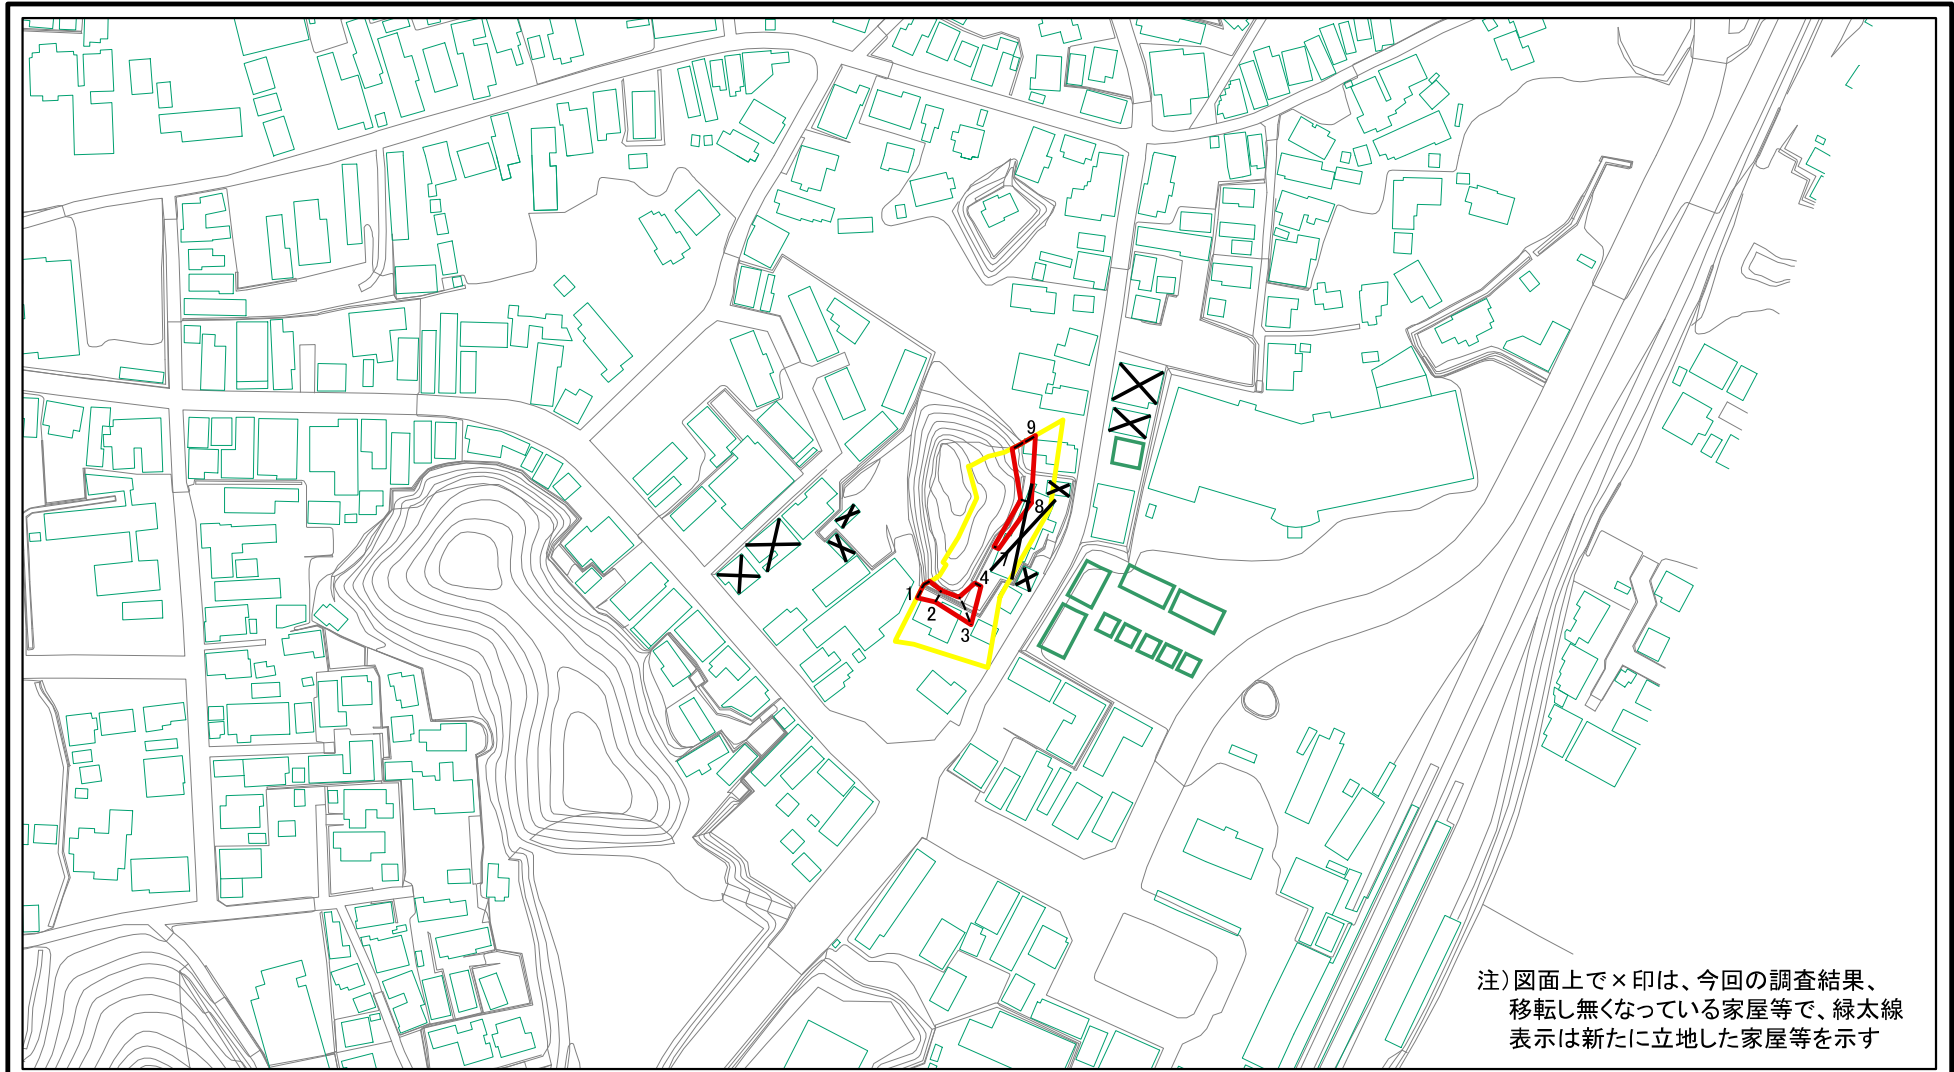 9
8
7
4
1
2
3
注)図面上で×印は、今回の調査結果、
移転し無くなっている家屋等で、緑太線
表示は新たに立地した家屋等を示す